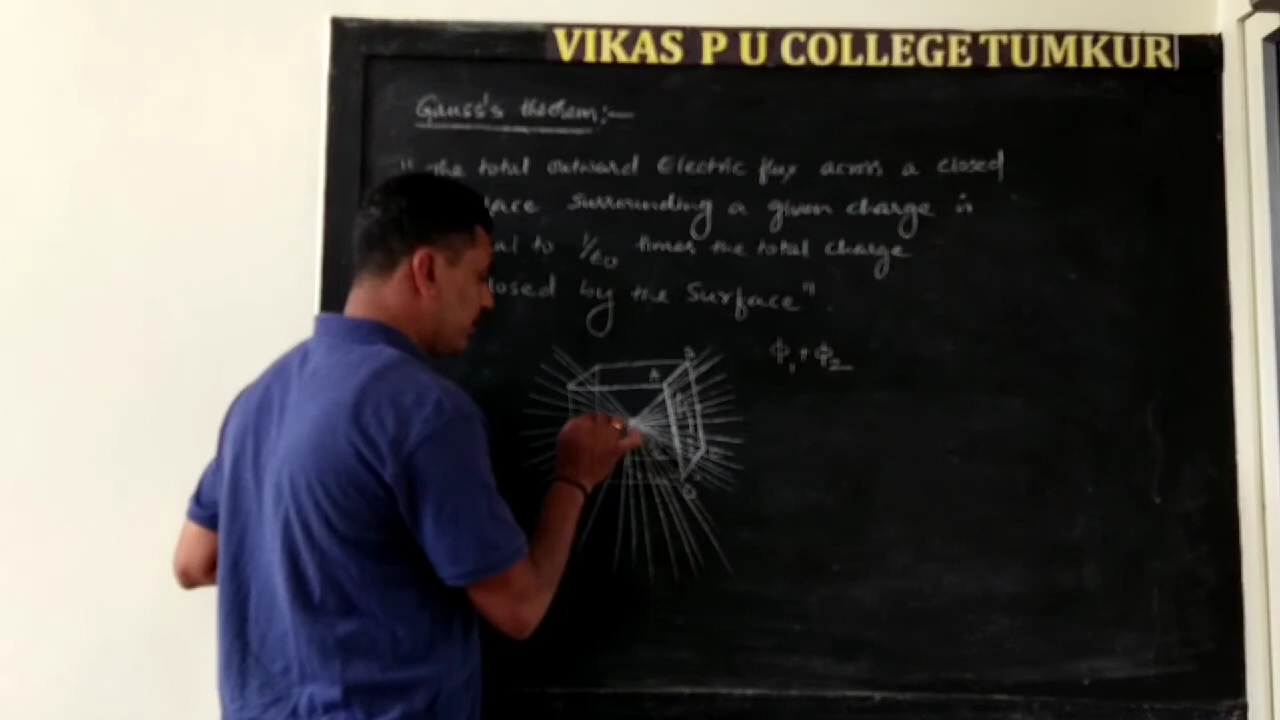 VIKAS P U COLLEGE TUMKUR
Gauss's theorem:-
"The total outward Electric flux across a closed
face surrounding a given charge is
al to 1/ε0 times the total charge
losed by the Surface".
Φ1 + Φ2
A